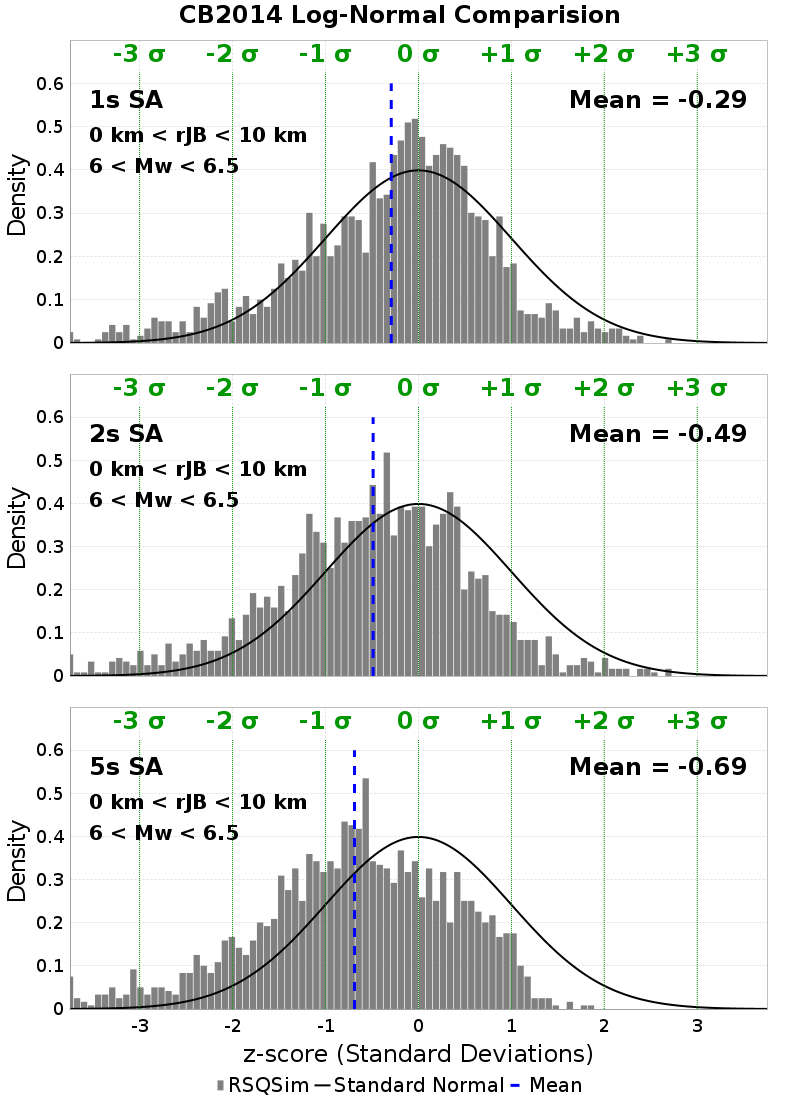 CB2014 Log-Normal Comparision
-3 σ -2 σ -1 σ 0 σ +1 σ +2 σ +3 σ
1s SA
Mean = -0.29
0 km < rJB < 10 km
6 < Mw < 6.5
0.6
0.5
0.4
0.3
0.2
0.1
0
Density
-3 σ -2 σ -1 σ 0 σ +1 σ +2 σ +3 σ
2s SA
Mean = -0.49
0 km < rJB < 10 km
6 < Mw < 6.5
0.6
0.5
0.4
0.3
0.2
0.1
0
Density
-3 σ -2 σ -1 σ 0 σ +1 σ +2 σ +3 σ
5s SA
Mean = -0.69
0 km < rJB < 10 km
6 < Mw < 6.5
0.6
0.5
0.4
0.3
0.2
0.1
0
Density
-3 -2 -1 0 1 2 3
z-score (Standard Deviations)
RSQSim Standard Normal Mean